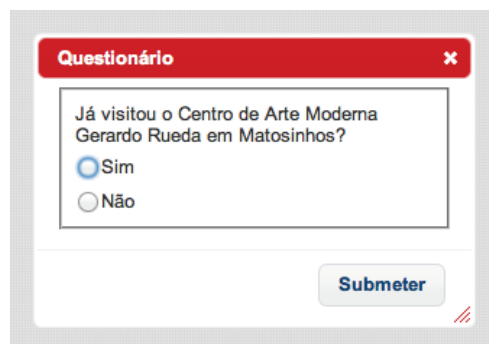 Questionário
Já visitou o Centro de Arte Moderna
Gerardo Rueda em Matosinhos?
Sim
Não
Submeter